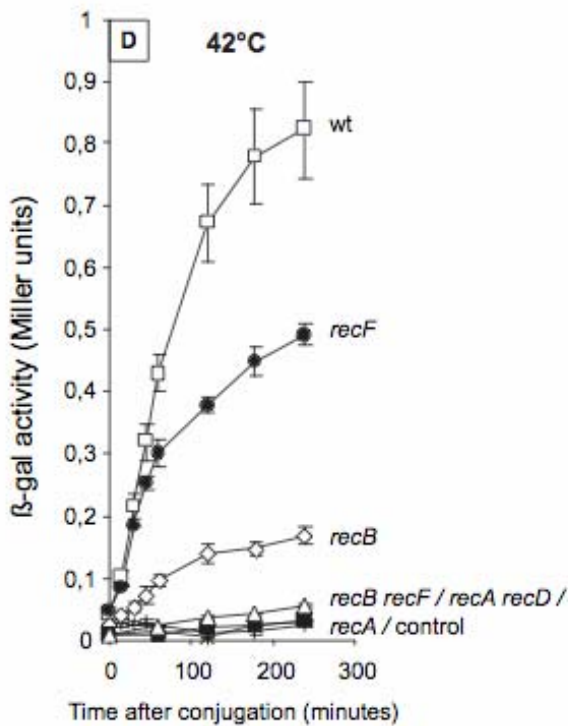 D
42°C
ß-gal activity (Miller units)
1
0,9
0,8
0,7
0,6
0,5
0,4
0,3
0,2
0,1
0
wt
recF
recB
recB recF / recA recD /
recA / control
0 100 200 300
Time after conjugation (minutes)